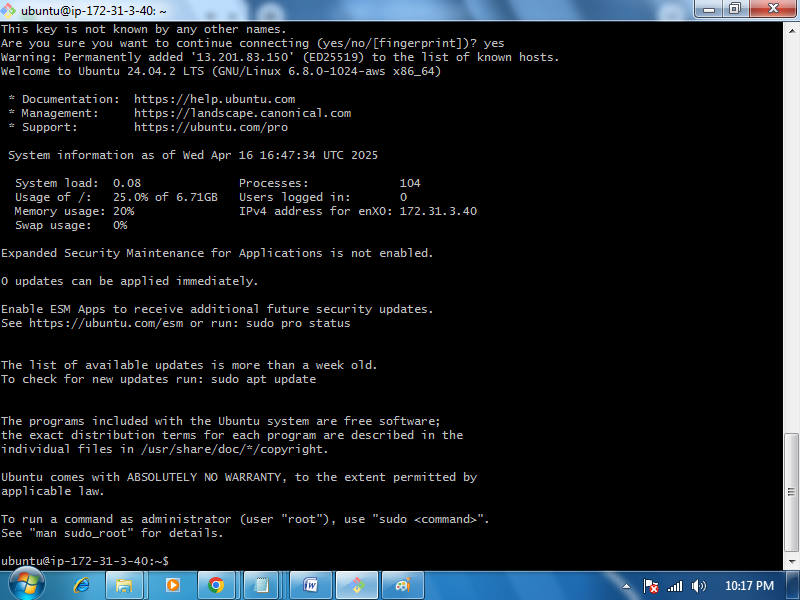 ubuntu@ip-172-31-3-40: ~
This key is not known by any other names.
Are you sure you want to continue connecting (yes/no/[fingerprint])? yes
Warning: Permanently added '13.201.83.150' (ED25519) to the list of known hosts.
Welcome to Ubuntu 24.04.2 LTS (GNU/Linux 6.8.0-1024-aws x86_64)
* Documentation:  https://help.ubuntu.com
* Management:     https://landscape.canonical.com
* Support:        https://ubuntu.com/pro
System information as of Wed Apr 16 16:47:34 UTC 2025
System load:  0.08              Processes:             104
Usage of /:   25.0% of 6.71GB   Users logged in:       0
Memory usage: 20%               IPv4 address for enX0: 172.31.3.40
Swap usage:   0%
Expanded Security Maintenance for Applications is not enabled.
0 updates can be applied immediately.
Enable ESM Apps to receive additional future security updates.
See https://ubuntu.com/esm or run: sudo pro status
The list of available updates is more than a week old.
To check for new updates run: sudo apt update
The programs included with the Ubuntu system are free software;
the exact distribution terms for each program are described in the
individual files in /usr/share/doc/*/copyright.
Ubuntu comes with ABSOLUTELY NO WARRANTY, to the extent permitted by
applicable law.
To run a command as administrator (user "root"), use "sudo <command>".
See "man sudo_root" for details.
ubuntu@ip-172-31-3-40:~$
10:17 PM